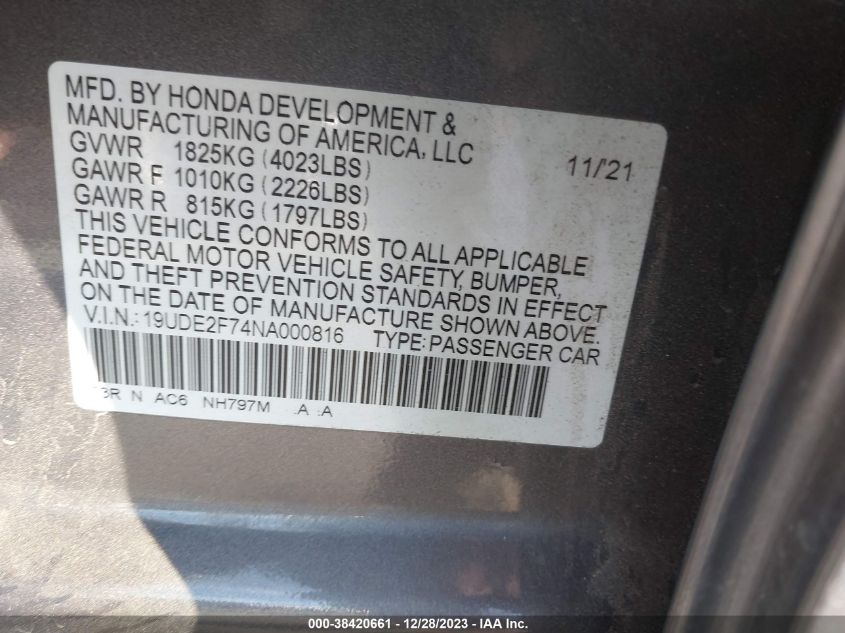 MFD. BY HONDA DEVELOPMENT &
MANUFACTURING OF AMERICA, LLC
GVWR 1825KG (4023LBS) 11/'21
GAWR F 1010KG (2226LBS)
GAWR R 815KG (1797LBS)
THIS VEHICLE CONFORMS TO ALL APPLICABLE
FEDERAL MOTOR VEHICLE SAFETY, BUMPER,
AND THEFT PREVENTION STANDARDS IN EFFECT
ON THE DATE OF MANUFACTURE SHOWN ABOVE.
V.I.N.: 19UDE2F74NA000816 TYPE: PASSENGER CAR
N AC6 NH797M .A .A
000-38420661 - 12/28/2023 - IAA Inc.